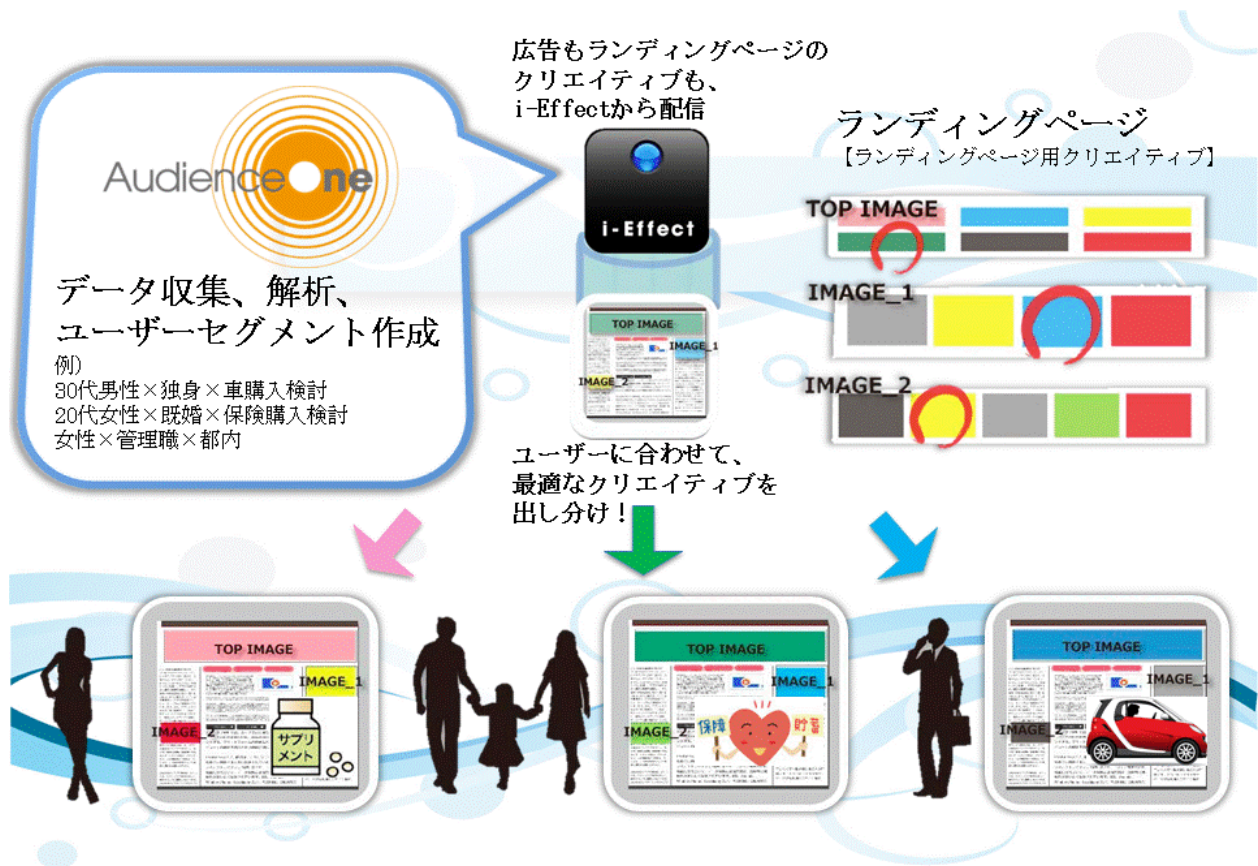 広告もランディングページの
クリエイティブも、
i-Effectから配信
Audience One
データ収集、解析、
ユーザーセグメント作成
例)
30代男性×独身×車購入検討
20代女性×既婚×保険購入検討
女性×管理職×都内
i-Effect
TOP IMAGE
IMAGE_1
IMAGE_2
ユーザーに合わせて、
最適なクリエイティブを
出し分け!
ランディングページ
【ランディングページ用クリエイティブ】
TOP IMAGE
IMAGE_1
IMAGE_2
TOP IMAGE
IMAGE_1
IMAGE_2
サプリ
メント
TOP IMAGE
IMAGE_1
IMAGE_2
保障
貯蓄
TOP IMAGE
IMAGE_1
IMAGE_2